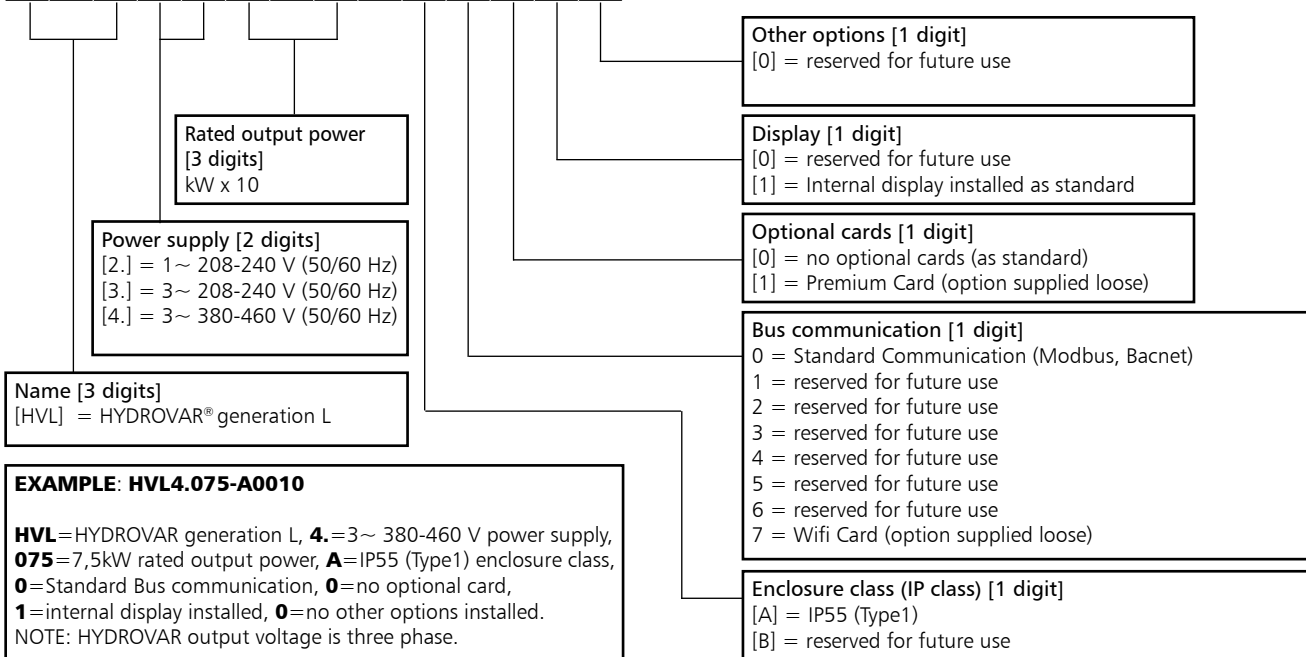 Rated output power
[3 digits]
kW x 10
Power supply [2 digits]
[2.] = 1~ 208-240 V (50/60 Hz)
[3.] = 3~ 208-240 V (50/60 Hz)
[4.] = 3~ 380-460 V (50/60 Hz)
Name [3 digits]
[HVL] = HYDROVAR® generation L
EXAMPLE: HVL4.075-A0010
HVL=HYDROVAR generation L, 4.=3~ 380-460 V power supply,
075=7,5kW rated output power, A=IP55 (Type1) enclosure class,
0=Standard Bus communication, 0=no optional card,
1=internal display installed, 0=no other options installed.
NOTE: HYDROVAR output voltage is three phase.
Other options [1 digit]
[0] = reserved for future use
Display [1 digit]
[0] = reserved for future use
[1] = Internal display installed as standard
Optional cards [1 digit]
[0] = no optional cards (as standard)
[1] = Premium Card (option supplied loose)
Bus communication [1 digit]
0 = Standard Communication (Modbus, Bacnet)
1 = reserved for future use
2 = reserved for future use
3 = reserved for future use
4 = reserved for future use
5 = reserved for future use
6 = reserved for future use
7 = Wifi Card (option supplied loose)
Enclosure class (IP class) [1 digit]
[A] = IP55 (Type1)
[B] = reserved for future use